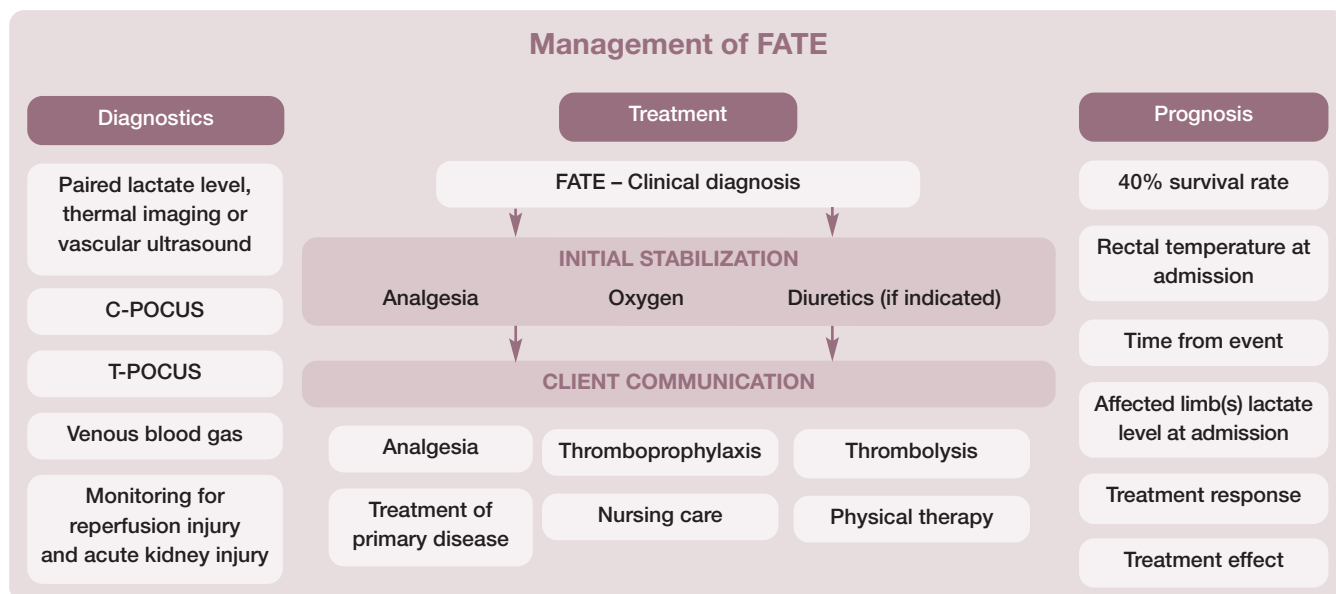 Management of FATE
Diagnostics
Paired lactate level,
thermal imaging or
vascular ultrasound
C-POCUS
T-POCUS
Venous blood gas
Monitoring for
reperfusion injury
and acute kidney injury
Treatment
FATE – Clinical diagnosis
INITIAL STABILIZATION
Analgesia Oxygen Diuretics (if indicated)
CLIENT COMMUNICATION
Analgesia
Thromboprophylaxis
Thrombolysis
Treatment of
primary disease
Nursing care
Physical therapy
Prognosis
40% survival rate
Rectal temperature at
admission
Time from event
Affected limb(s) lactate
level at admission
Treatment response
Treatment effect